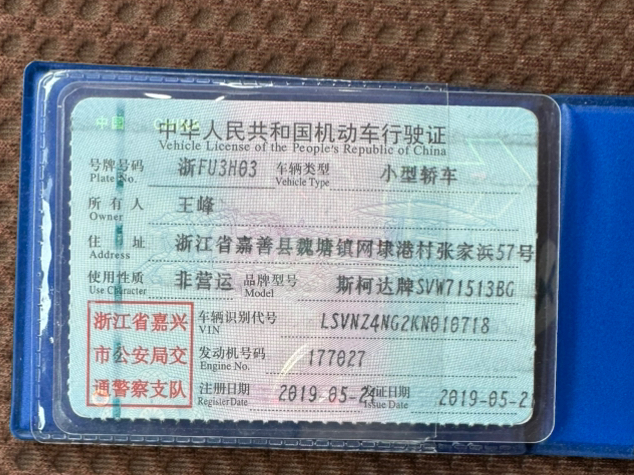 中国 CHINA
中华人民共和国机动车行驶证
Vehicle License of the People's Republic of China
号牌号码 浙FU3H03 车辆类型 小型轿车
Plate No. Vehicle Type
所有人 王峰
Owner
住址 浙江省嘉善县魏塘镇网埭港村张家浜57号
Address
使用性质 非营运 品牌型号 斯柯达牌SVW71513BG
Use Character Model
浙江省嘉兴
市公安局交
通警察支队
车辆识别代号 LSVNZ4NG2KN010718
VIN
发动机号码 177027
Engine No.
注册日期 2019-05-24 发证日期 2019-05-2
Register Date Issue Date